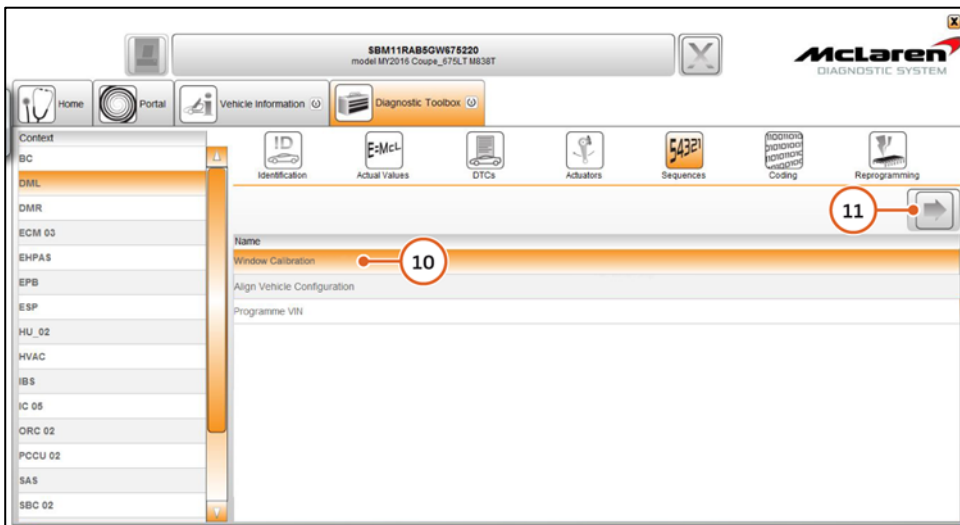 SBM11RAB5GW675220
model MY2016 Coupe_675LT M838T
McLaren
DIAGNOSTIC SYSTEM
Home
Portal
Vehicle Information
Diagnostic Toolbox
Context
BC
DML
DMR
ECM 03
EHPAS
EPB
ESP
HU_02
HVAC
IBS
IC 05
ORC 02
PCCU 02
SAS
SBC 02
ID
Identification
E=McL
Actual Values
DTCs
Actuators
54321
Sequences
Coding
Reprogramming
11
Name
Window Calibration
10
Align Vehicle Configuration
Programme VIN